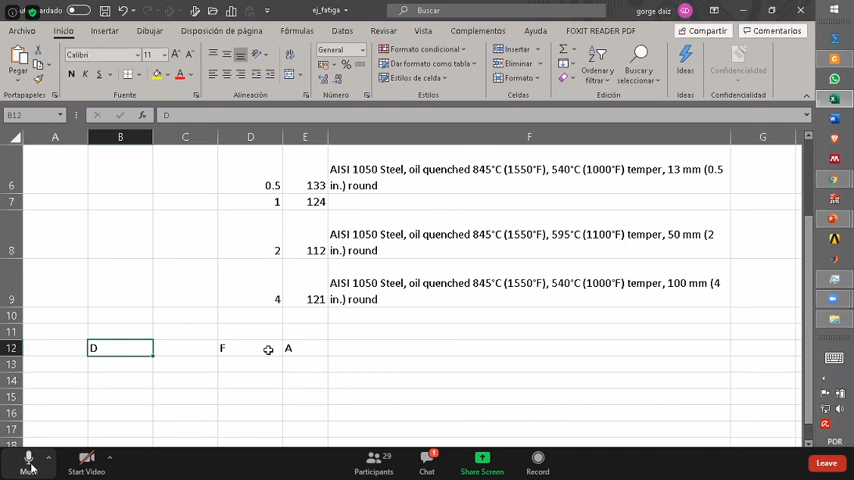 uardado
ej_fatiga
Buscar
gorge daiz
GD
Archivo Inicio Insertar Dibujar Disposición de página Fórmulas Datos Revisar Vista Complementos Ayuda FOXIT READER PDF Compartir Comentarios
Pegar
Calibri 11
N K S
General
Formato condicional
Dar formato como tabla
Estilos de celda
Insertar
Eliminar
Formato
Ordenar y filtrar
Buscar y seleccionar
Ideas
Confidencialidad
Portapapeles Fuente Alineación Número Estilos Celdas Edición Ideas Confidencialidad
B12 fx D
A B C D E F G
6 0.5 133 AISI 1050 Steel, oil quenched 845°C (1550°F), 540°C (1000°F) temper, 13 mm (0.5
in.) round
7 1 124
8 2 112 AISI 1050 Steel, oil quenched 845°C (1550°F), 595°C (1100°F) temper, 50 mm (2
in.) round
9 4 121 AISI 1050 Steel, oil quenched 845°C (1550°F), 540°C (1000°F) temper, 100 mm (4
in.) round
10
11
12 D F A
13
14
15
16
17
18
POR
Mute Start Video 29 Participants 1 Chat Share Screen Record Leave